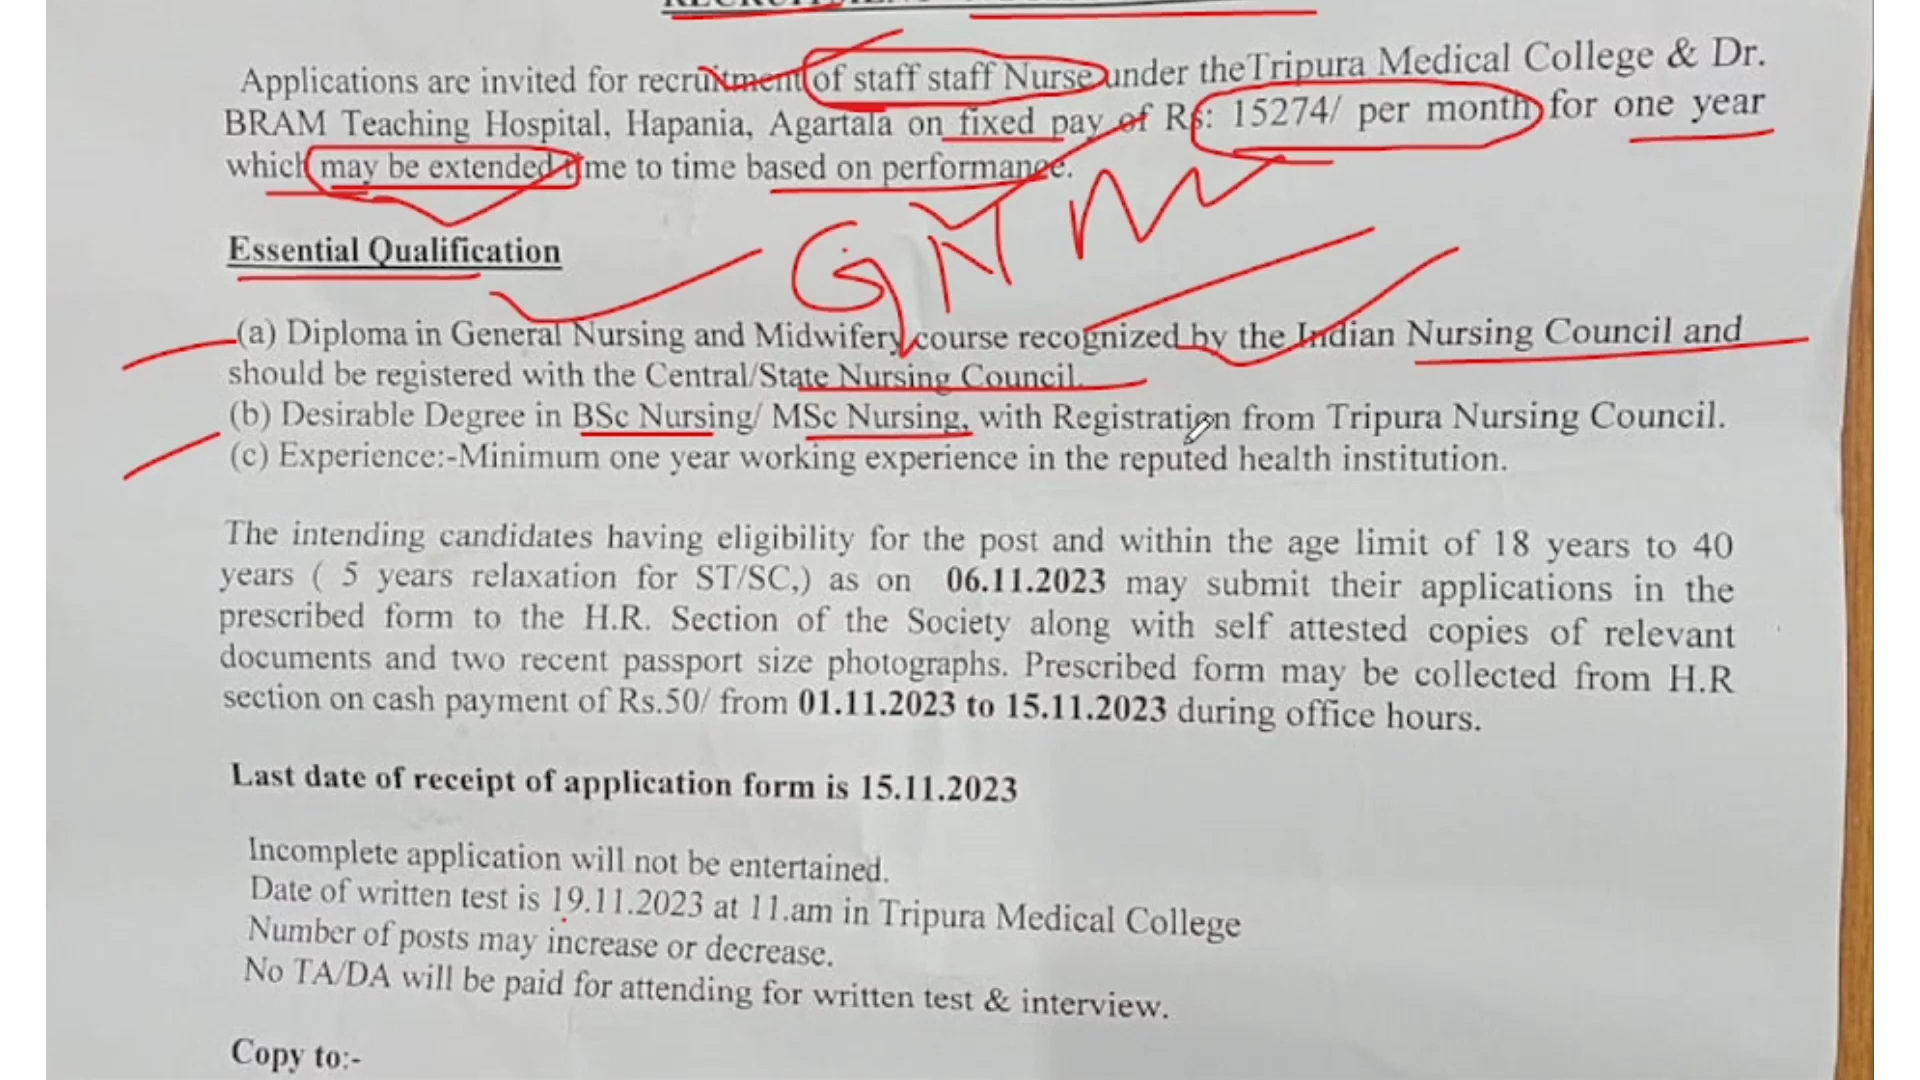 Applications are invited for recruitment of staff staff Nurse under theTripura Medical College & Dr.
BRAM Teaching Hospital, Hapania, Agartala on fixed pay of Rs: 15274/ per month for one year
which may be extended time to time based on performance.
GNM
Essential Qualification
(a) Diploma in General Nursing and Midwifery course recognized by the Indian Nursing Council and
should be registered with the Central/State Nursing Council.
(b) Desirable Degree in BSc Nursing/ MSc Nursing, with Registration from Tripura Nursing Council.
(c) Experience:-Minimum one year working experience in the reputed health institution.
The intending candidates having eligibility for the post and within the age limit of 18 years to 40
years ( 5 years relaxation for ST/SC,) as on 06.11.2023 may submit their applications in the
prescribed form to the H.R. Section of the Society along with self attested copies of relevant
documents and two recent passport size photographs. Prescribed form may be collected from H.R
section on cash payment of Rs.50/ from 01.11.2023 to 15.11.2023 during office hours.
Last date of receipt of application form is 15.11.2023
Incomplete application will not be entertained.
Date of written test is 19.11.2023 at 11.am in Tripura Medical College
Number of posts may increase or decrease.
No TA/DA will be paid for attending for written test & interview.
Copy to:-